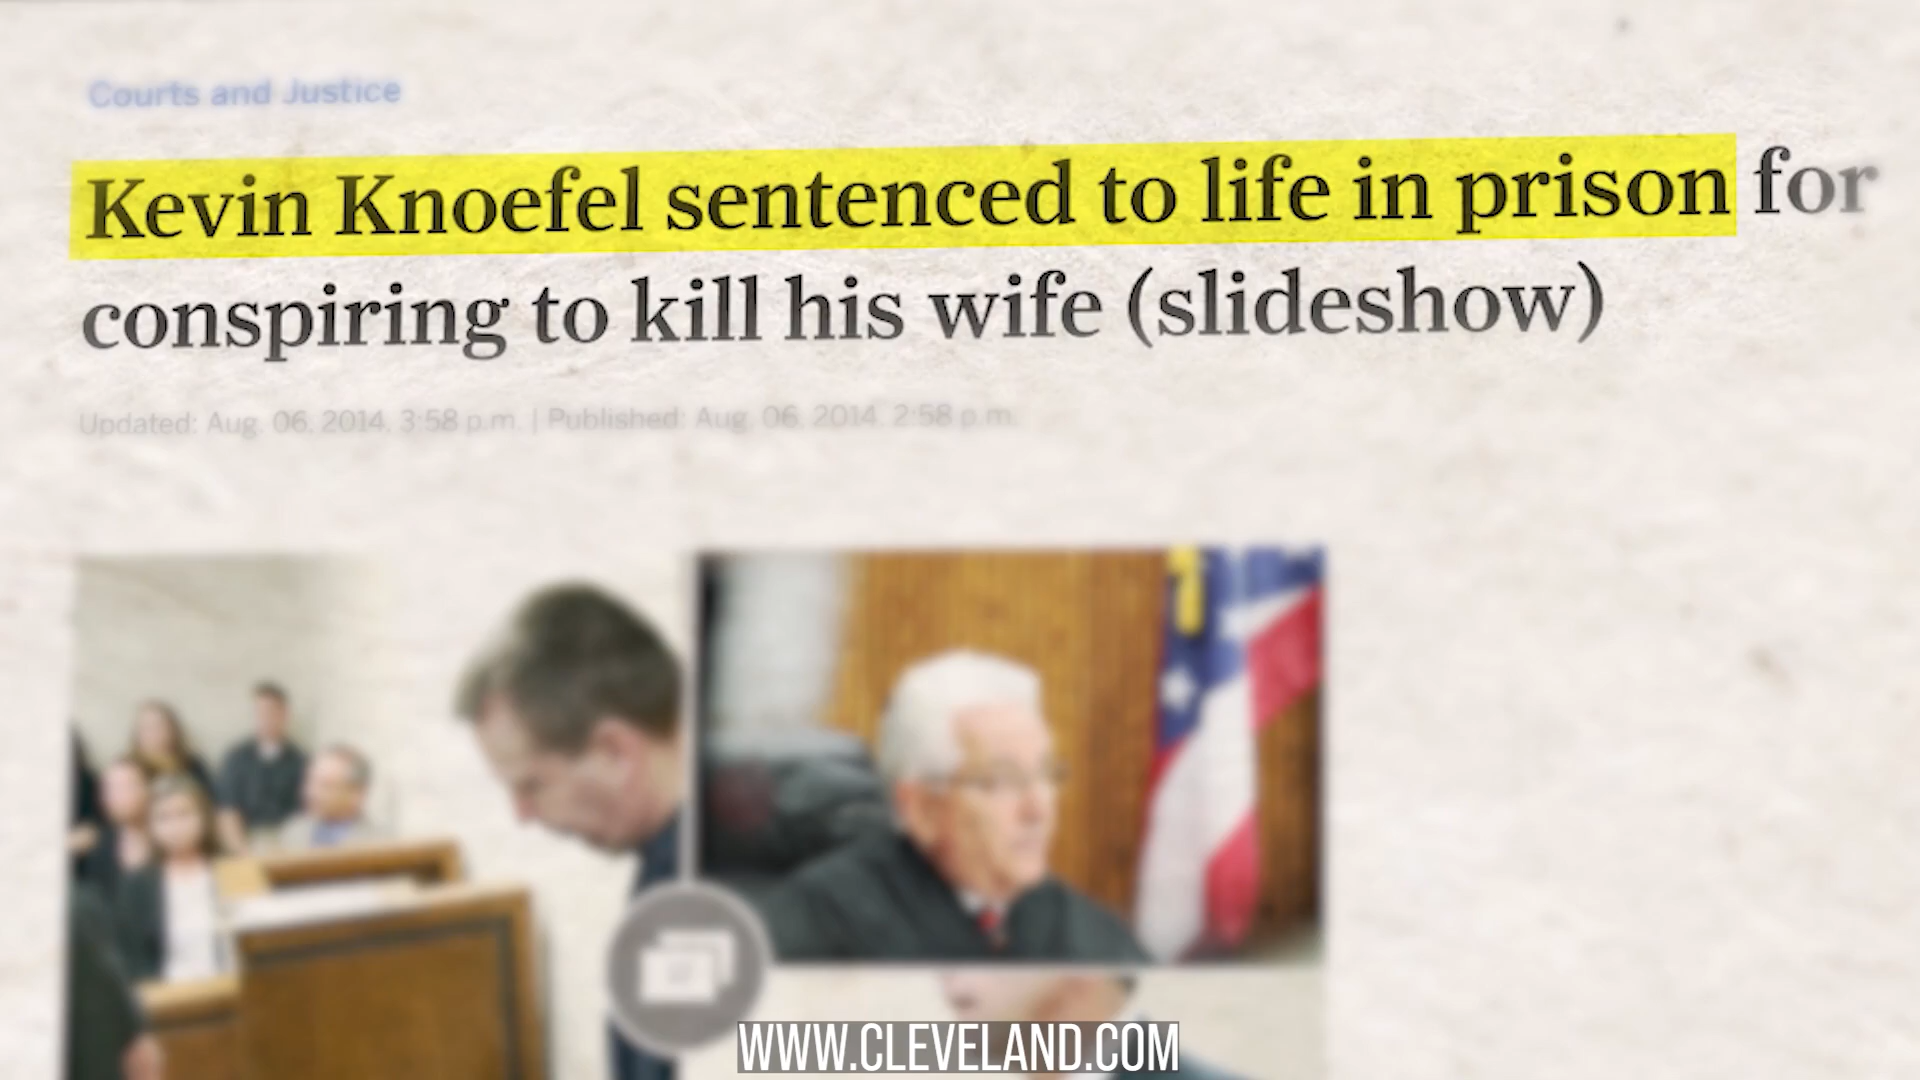 Courts and Justice
Kevin Knoefel sentenced to life in prison for
conspiring to kill his wife (slideshow)
Updated: Aug. 06, 2014, 3:58 p.m. | Published: Aug. 06, 2014, 2:58 p.m.
WWW.CLEVELAND.COM